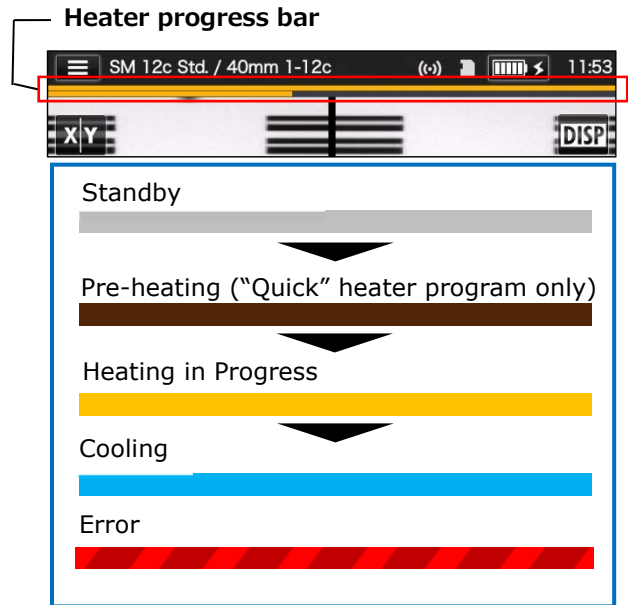 Heater progress bar
SM 12c Std. / 40mm 1-12c 11:53
X Y DISP
Standby
Pre-heating (“Quick” heater program only)
Heating in Progress
Cooling
Error